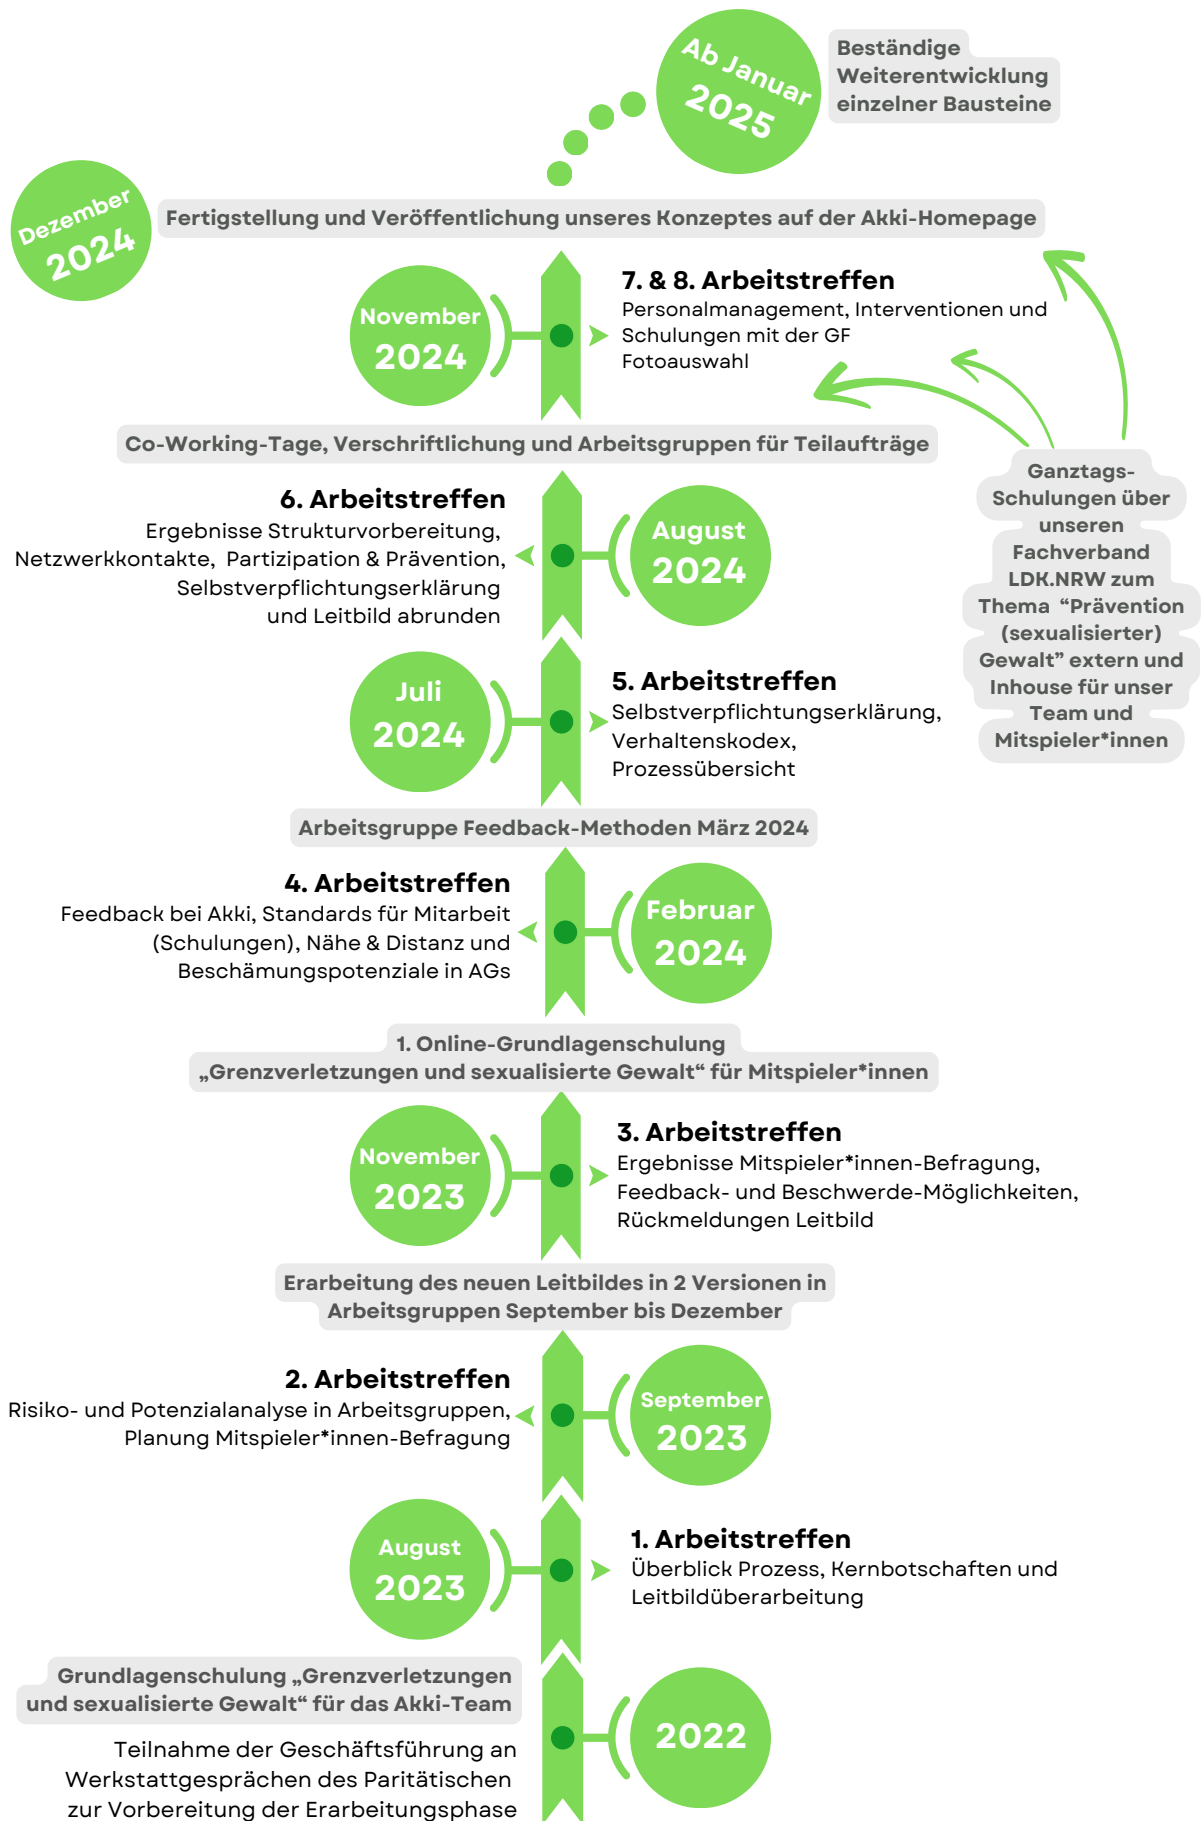 Ab Januar
2025
Beständige
Weiterentwicklung
einzelner Bausteine
Dezember
2024
Fertigstellung und Veröffentlichung unseres Konzeptes auf der Akki-Homepage
November
2024
7. & 8. Arbeitstreffen
Personalmanagement, Interventionen und
Schulungen mit der GF
Fotoauswahl
Co-Working-Tage, Verschriftlichung und Arbeitsgruppen für Teilaufträge
Ganztags-
Schulungen über
unseren
Fachverband
LDK.NRW zum
Thema “Prävention
(sexualisierter)
Gewalt” extern und
Inhouse für unser
Team und
Mitspieler*innen
6. Arbeitstreffen
Ergebnisse Strukturvorbereitung,
Netzwerkkontakte, Partizipation & Prävention,
Selbstverpflichtungserklärung
und Leitbild abrunden
August
2024
Juli
2024
5. Arbeitstreffen
Selbstverpflichtungserklärung,
Verhaltenskodex,
Prozessübersicht
Arbeitsgruppe Feedback-Methoden März 2024
4. Arbeitstreffen
Feedback bei Akki, Standards für Mitarbeit
(Schulungen), Nähe & Distanz und
Beschämungspotenziale in AGs
Februar
2024
1. Online-Grundlagenschulung
„Grenzverletzungen und sexualisierte Gewalt“ für Mitspieler*innen
November
2023
3. Arbeitstreffen
Ergebnisse Mitspieler*innen-Befragung,
Feedback- und Beschwerde-Möglichkeiten,
Rückmeldungen Leitbild
Erarbeitung des neuen Leitbildes in 2 Versionen in
Arbeitsgruppen September bis Dezember
2. Arbeitstreffen
Risiko- und Potenzialanalyse in Arbeitsgruppen,
Planung Mitspieler*innen-Befragung
September
2023
August
2023
1. Arbeitstreffen
Überblick Prozess, Kernbotschaften und
Leitbildüberarbeitung
Grundlagenschulung „Grenzverletzungen
und sexualisierte Gewalt“ für das Akki-Team
2022
Teilnahme der Geschäftsführung an
Werkstattgesprächen des Paritätischen
zur Vorbereitung der Erarbeitungsphase